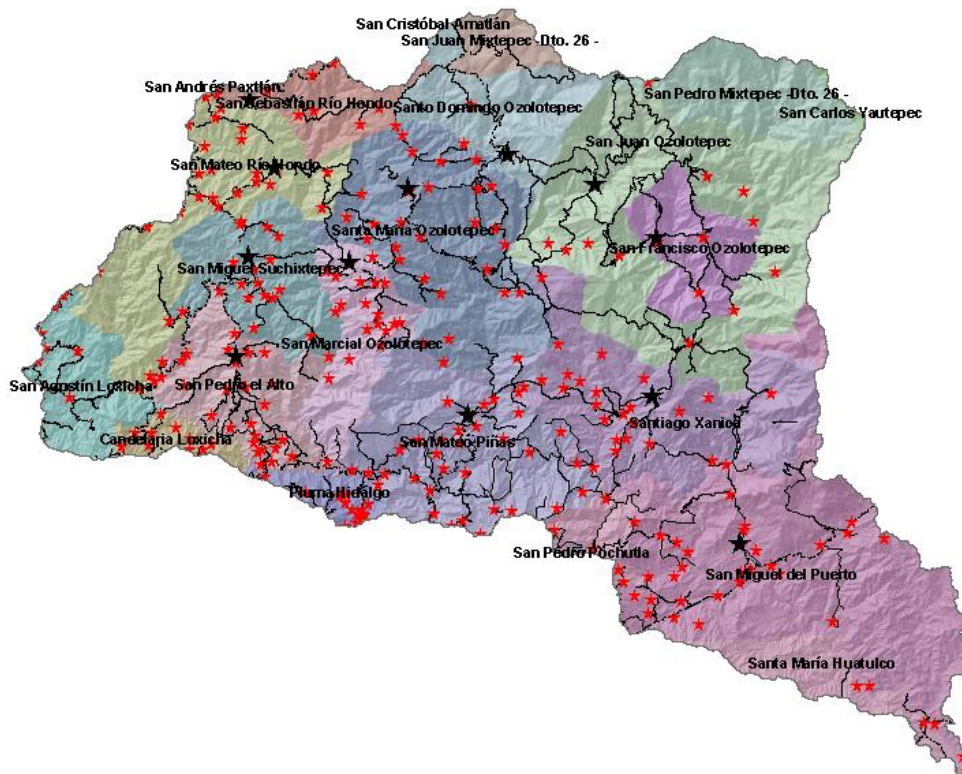 San Cristóbal Amatlán
San Juan Mixtepec -Dto. 26 -
San Andrés Paxtlán
San Sebastián Río Hondo
Santo Domingo Ozolotepec
San Pedro Mixtepec -Dto. 26 -
San Carlos Yautepec
San Juan Ozolotepec
San Mateo Río Hondo
Santa María Ozolotepec
San Francisco Ozolotepec
San Miguel Suchixtepec
San Marcial Ozolotepec
San Agustín Loxicha
San Pedro el Alto
Candelaria Loxicha
San Mateo Piñas
Santiago Xanica
Pluma Hidalgo
San Pedro Pochutla
San Miguel del Puerto
Santa María Huatulco